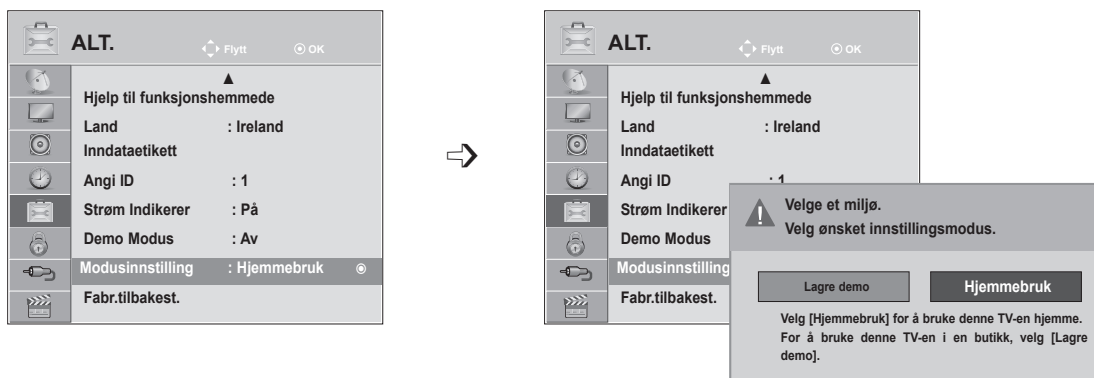 ALT.
Flytt
OK
Hjelp til funksjonshemmede
Land : Ireland
Inndataetikett
Angi ID : 1
Strøm Indikerer : På
Demo Modus : Av
Modusinnstilling : Hjemmebruk
Fabr.tilbakest.
ALT.
Flytt
OK
Hjelp til funksjonshemmede
Land : Ireland
Inndataetikett
Angi ID : 1
Strøm Indikerer
Demo Modus
Modusinnstilling
Fabr.tilbakest.
Velge et miljø.
Velg ønsket innstillingsmodus.
Lagre demo
Hjemmebruk
Velg [Hjemmebruk] for å bruke denne TV-en hjemme.
For å bruke denne TV-en i en butikk, velg [Lagre
demo].